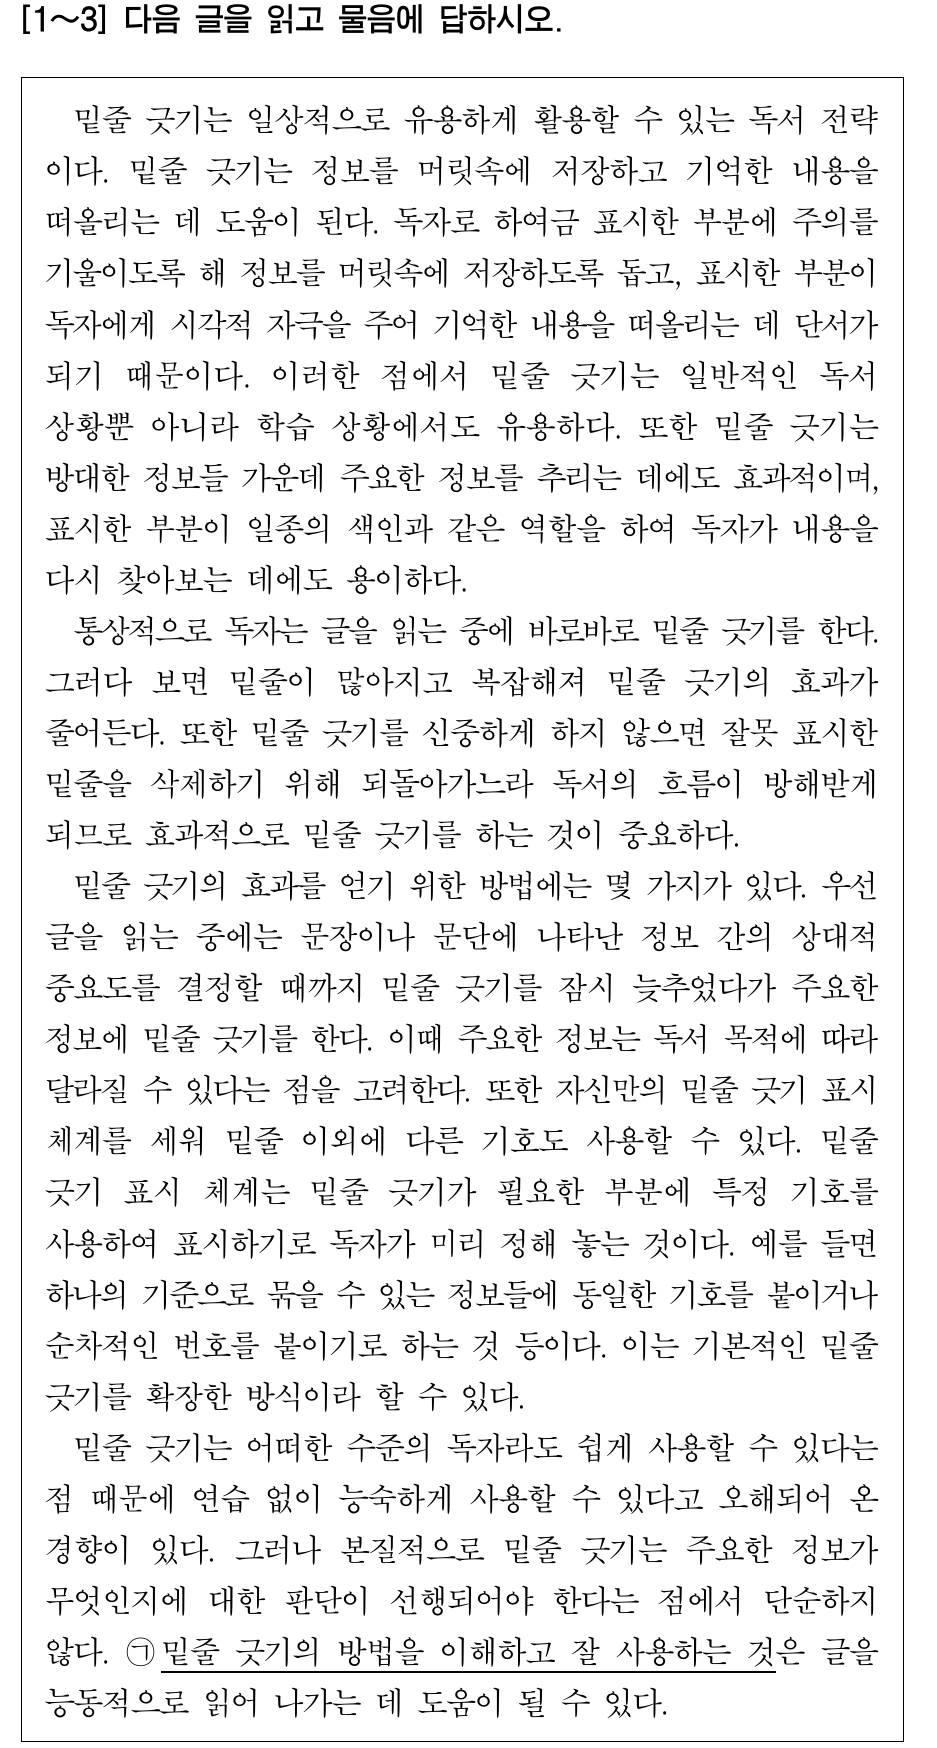 [1～3] 다음 글을 읽고 물음에 답하시오.
밑줄 긋기는 일상적으로 유용하게 활용할 수 있는 독서 전략
이다. 밑줄 긋기는 정보를 머릿속에 저장하고 기억한 내용을
떠올리는 데 도움이 된다. 독자로 하여금 표시한 부분에 주의를
기울이도록 해 정보를 머릿속에 저장하도록 돕고, 표시한 부분이
독자에게 시각적 자극을 주어 기억한 내용을 떠올리는 데 단서가
되기 때문이다. 이러한 점에서 밑줄 긋기는 일반적인 독서
상황뿐 아니라 학습 상황에서도 유용하다. 또한 밑줄 긋기는
방대한 정보들 가운데 주요한 정보를 추리는 데에도 효과적이며,
표시한 부분이 일종의 색인과 같은 역할을 하여 독자가 내용을
다시 찾아보는 데에도 용이하다.
통상적으로 독자는 글을 읽는 중에 바로바로 밑줄 긋기를 한다.
그러다 보면 밑줄이 많아지고 복잡해져 밑줄 긋기의 효과가
줄어든다. 또한 밑줄 긋기를 신중하게 하지 않으면 잘못 표시한
밑줄을 삭제하기 위해 되돌아가느라 독서의 흐름이 방해받게
되므로 효과적으로 밑줄 긋기를 하는 것이 중요하다.
밑줄 긋기의 효과를 얻기 위한 방법에는 몇 가지가 있다. 우선
글을 읽는 중에는 문장이나 문단에 나타난 정보 간의 상대적
중요도를 결정할 때까지 밑줄 긋기를 잠시 늦추었다가 주요한
정보에 밑줄 긋기를 한다. 이때 주요한 정보는 독서 목적에 따라
달라질 수 있다는 점을 고려한다. 또한 자신만의 밑줄 긋기 표시
체계를 세워 밑줄 이외에 다른 기호도 사용할 수 있다. 밑줄
긋기 표시 체계는 밑줄 긋기가 필요한 부분에 특정 기호를
사용하여 표시하기로 독자가 미리 정해 놓는 것이다. 예를 들면
하나의 기준으로 묶을 수 있는 정보들에 동일한 기호를 붙이거나
순차적인 번호를 붙이기로 하는 것 등이다. 이는 기본적인 밑줄
긋기를 확장한 방식이라 할 수 있다.
밑줄 긋기는 어떠한 수준의 독자라도 쉽게 사용할 수 있다는
점 때문에 연습 없이 능숙하게 사용할 수 있다고 오해되어 온
경향이 있다. 그러나 본질적으로 밑줄 긋기는 주요한 정보가
무엇인지에 대한 판단이 선행되어야 한다는 점에서 단순하지
않다. ㉠밑줄 긋기의 방법을 이해하고 잘 사용하는 것은 글을
능동적으로 읽어 나가는 데 도움이 될 수 있다.